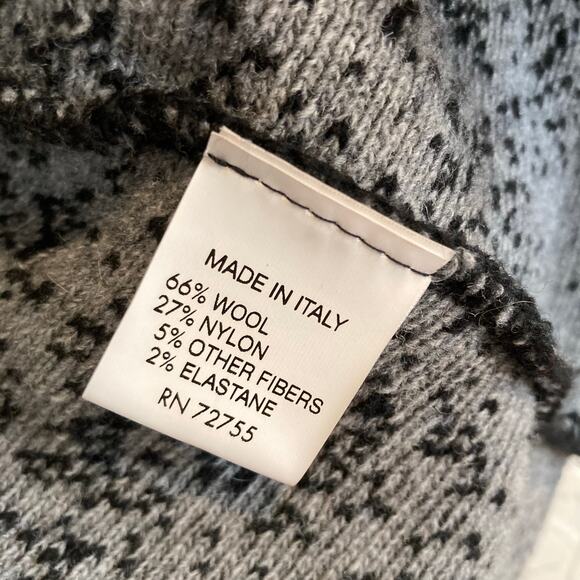 MADE IN ITALY
66% WOOL
27% NYLON
5% OTHER FIBERS
2% ELASTANE
RN 72755